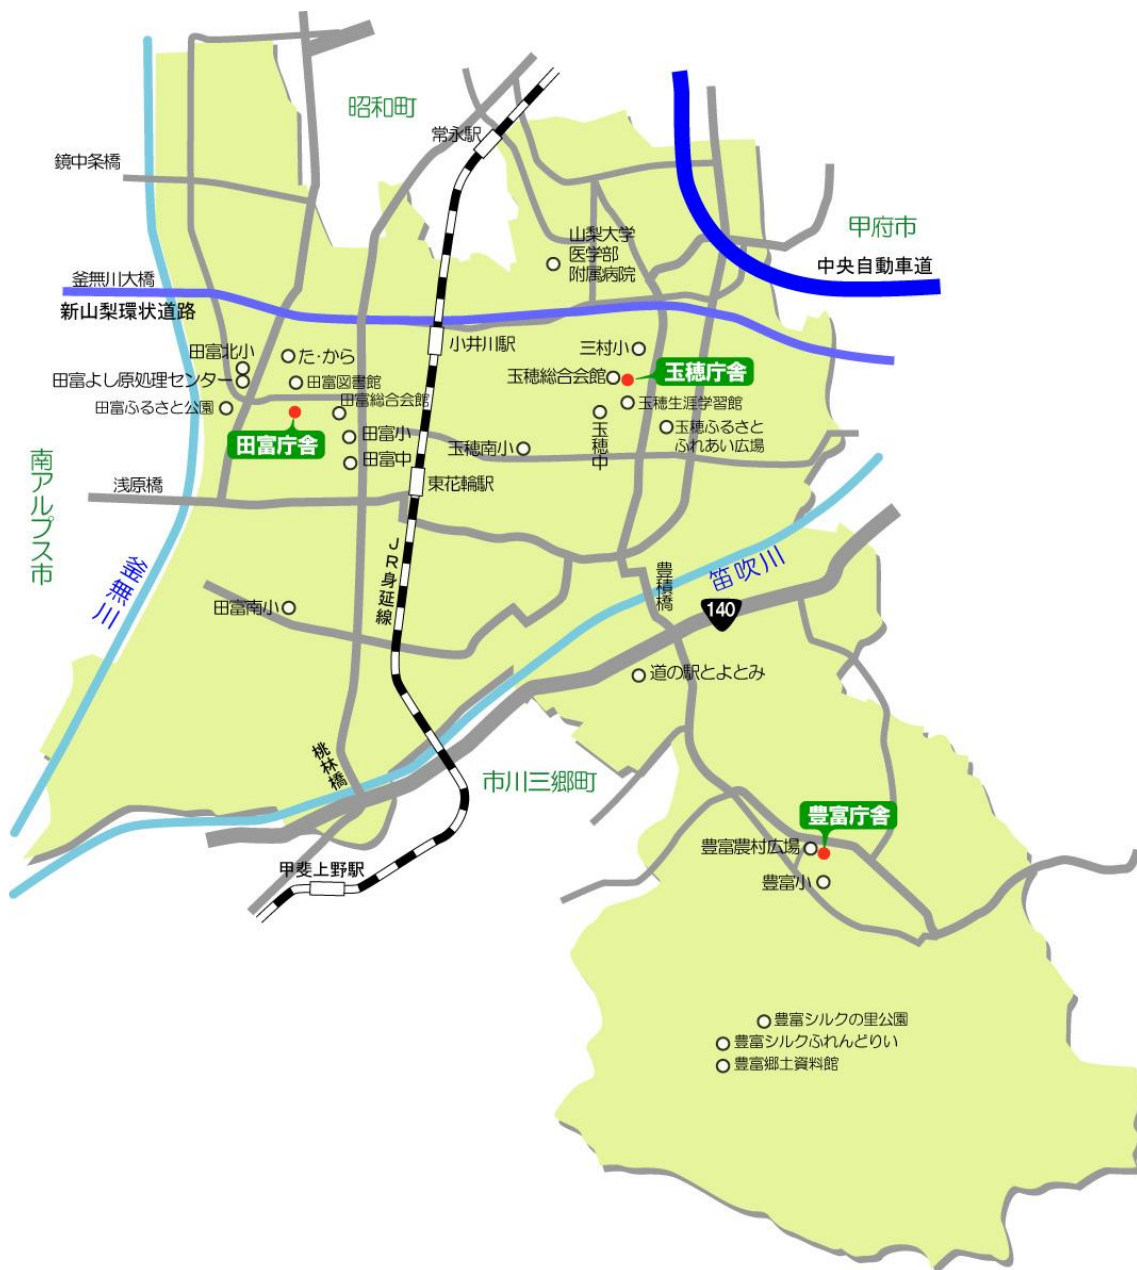 昭和町
常永駅
鏡中条橋
甲府市
山梨大学
医学部
附属病院
中央自動車道
釜無川大橋
新山梨環状道路
小井川駅
三村小
田富北小
た・から
玉穂庁舎
田富よし原処理センター
田富図書館
玉穂総合会館
田富ふるさと公園
田富総合会館
玉穂生涯学習館
田富庁舎
田富小
玉穂中
玉穂ふるさと
ふれあい広場
田富中
玉穂南小
南アルプス市
浅原橋
東花輪駅
釜無川
JR身延線
豊積橋
笛吹川
140
田富南小
道の駅とよとみ
桃林橋
市川三郷町
豊富庁舎
豊富農村広場
甲斐上野駅
豊富小
豊富シルクの里公園
豊富シルクふれんどりい
豊富郷土資料館